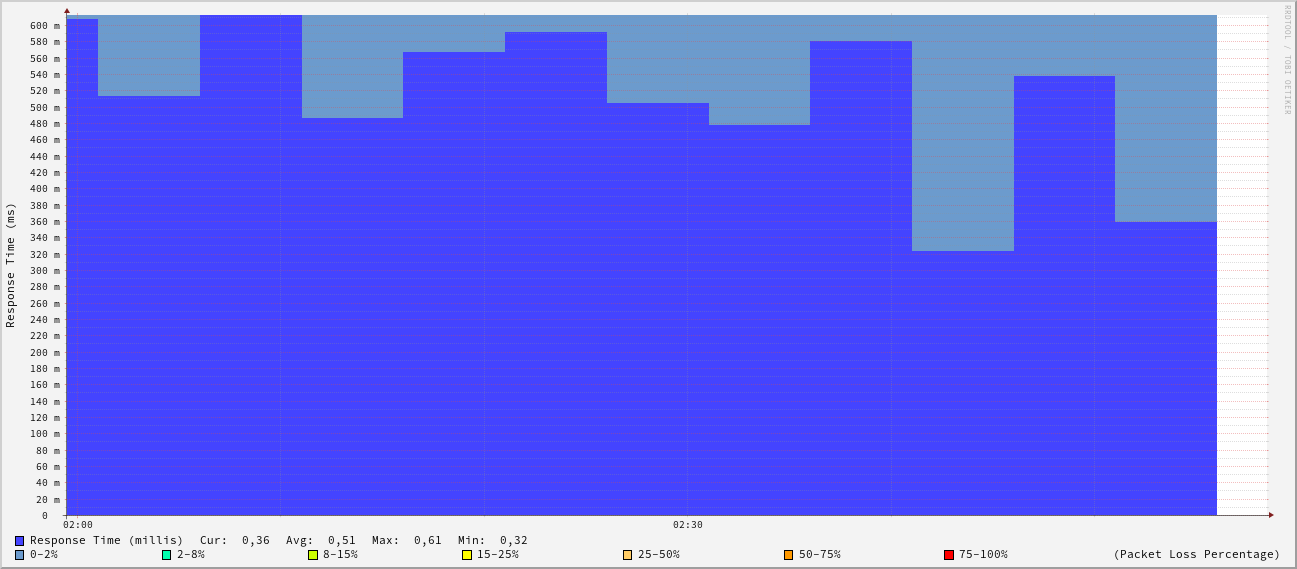 RRDTOOL / TOBI OETIKER
Response Time (ms)
600 m
580 m
560 m
540 m
520 m
500 m
480 m
460 m
440 m
420 m
400 m
380 m
360 m
340 m
320 m
300 m
280 m
260 m
240 m
220 m
200 m
180 m
160 m
140 m
120 m
100 m
80 m
60 m
40 m
20 m
0
02:00 02:30
Response Time (millis) Cur: 0,36 Avg: 0,51 Max: 0,61 Min: 0,32
0-2% 2-8% 8-15% 15-25% 25-50% 50-75% 75-100% (Packet Loss Percentage)